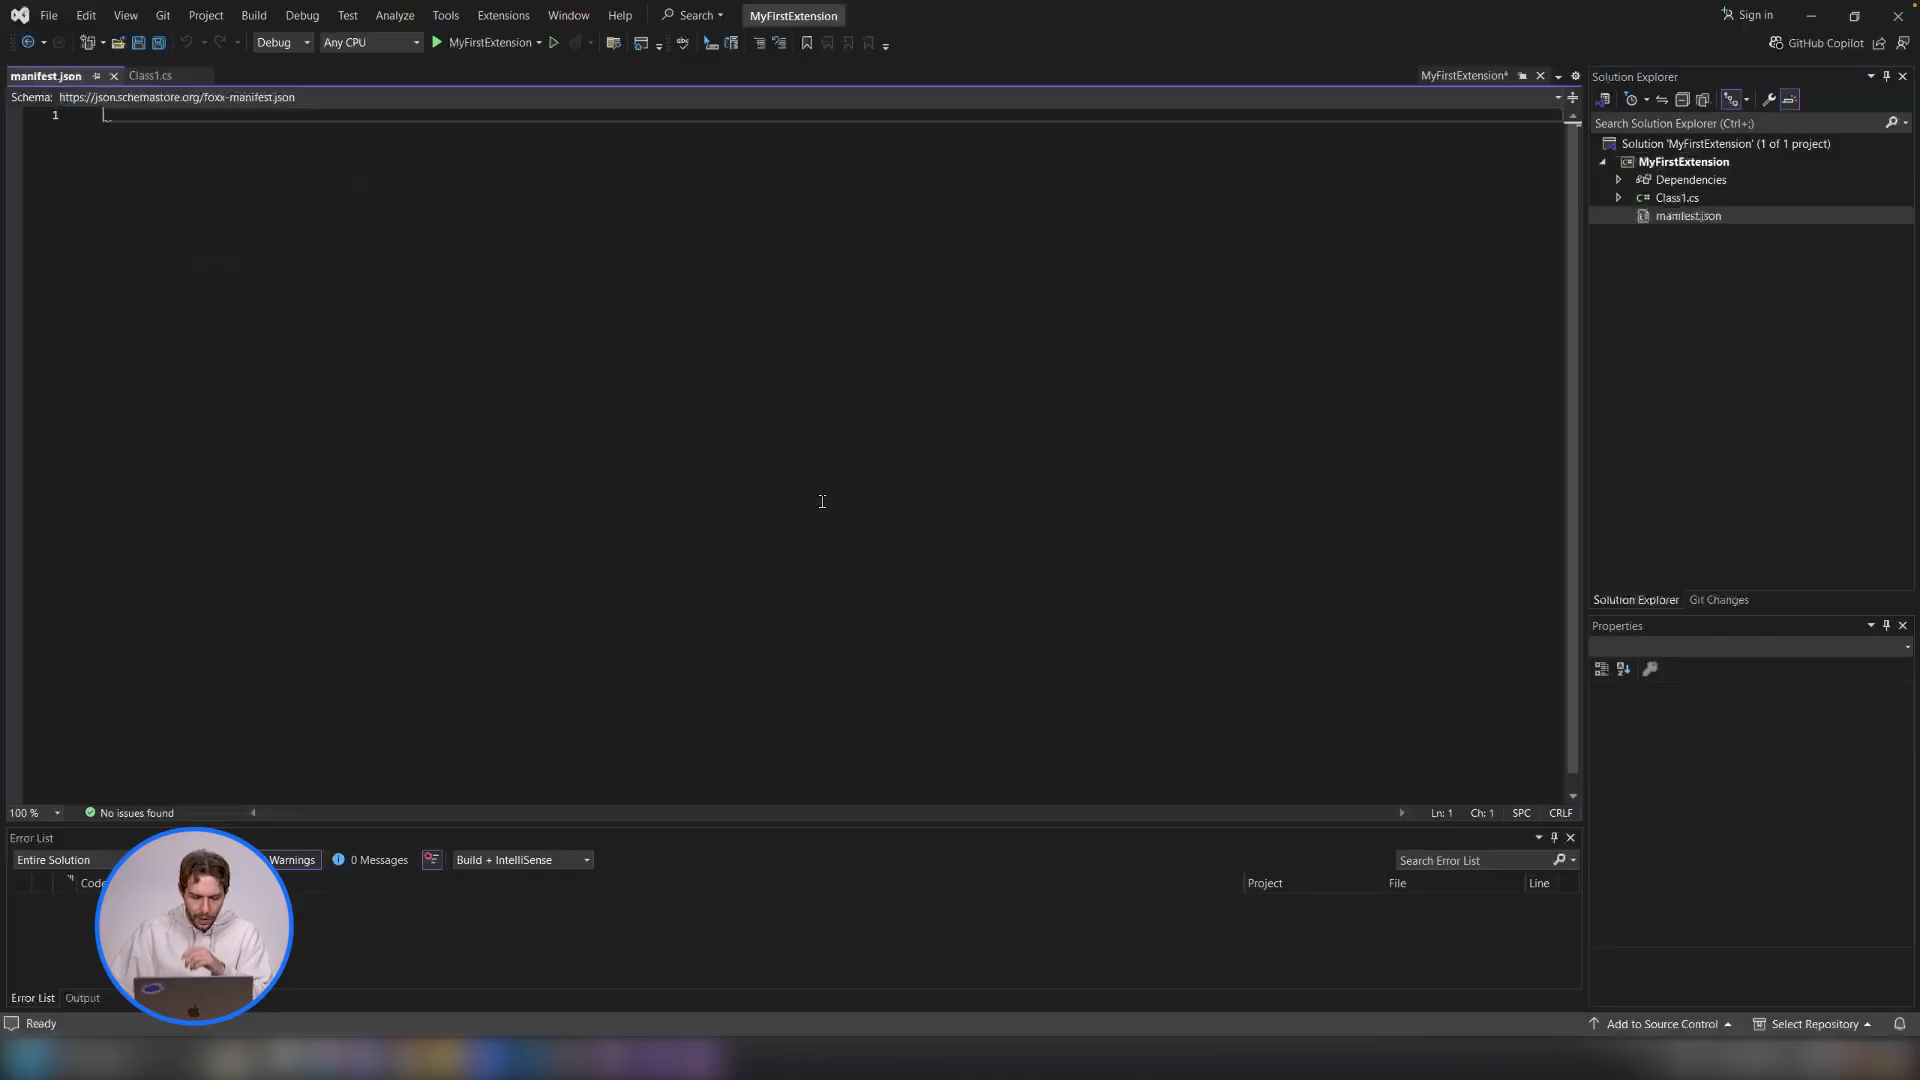 File Edit View Git Project Build Debug Test Analyze Tools Extensions Window Help Search MyFirstExtension Sign in
Debug Any CPU MyFirstExtension GitHub Copilot
manifest.json Class1.cs MyFirstExtension*
Schema: https://json.schemastore.org/foxx-manifest.json
1
Solution Explorer
Search Solution Explorer (Ctrl+;)
Solution 'MyFirstExtension' (1 of 1 project)
MyFirstExtension
Dependencies
C# Class1.cs
manifest.json
Solution Explorer Git Changes
Properties
100 % No issues found Ln: 1 Ch: 1 SPC CRLF
Error List
Entire Solution Warnings 0 Messages Build + IntelliSense Search Error List
Code Project File Line
Error List Output
Ready Add to Source Control Select Repository